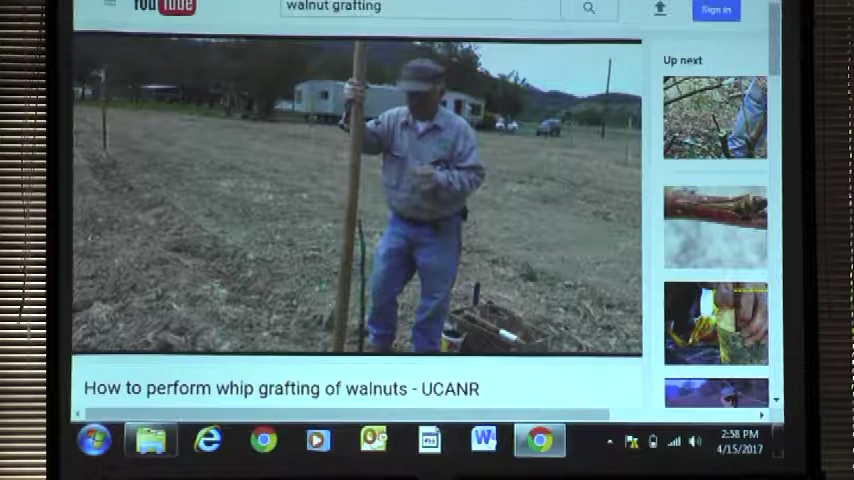 YouTube
walnut grafting
Sign in
Up next
How to perform whip grafting of walnuts - UCANR
2:58 PM
4/15/2017